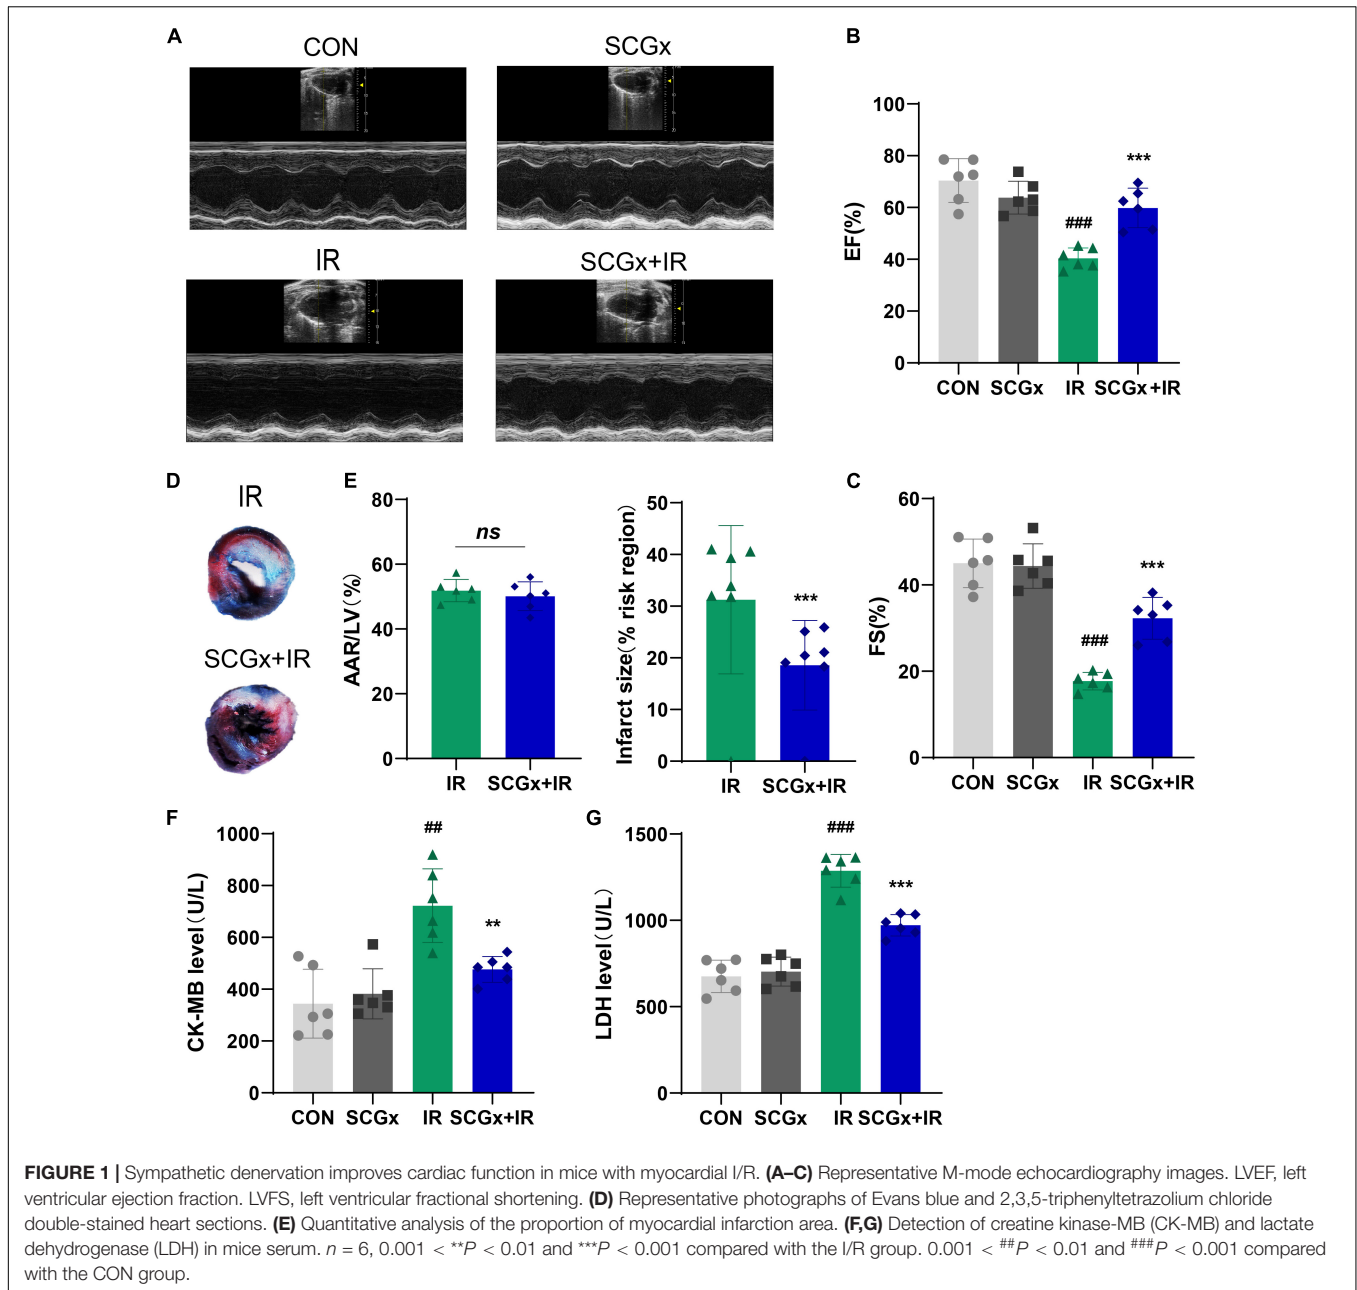 A
CON
SCGx
IR
SCGx+IR
B
EF(%)
100
80
60
40
20
0
###
***
CON SCGx IR SCGx+IR
D
IR
SCGx+IR
E
AAR/LV(%)
80
60
40
20
0
ns
IR SCGx+IR
Infarct size(% risk region)
50
40
30
20
10
0
***
IR SCGx+IR
C
FS(%)
60
40
20
0
###
***
CON SCGx IR SCGx+IR
F
CK-MB level(U/L)
1000
800
600
400
200
0
##
**
CON SCGx IR SCGx+IR
G
LDH level(U/L)
1500
1000
500
0
###
***
CON SCGx IR SCGx+IR
FIGURE 1 | Sympathetic denervation improves cardiac function in mice with myocardial I/R. (A–C) Representative M-mode echocardiography images. LVEF, left
ventricular ejection fraction. LVFS, left ventricular fractional shortening. (D) Representative photographs of Evans blue and 2,3,5-triphenyltetrazolium chloride
double-stained heart sections. (E) Quantitative analysis of the proportion of myocardial infarction area. (F,G) Detection of creatine kinase-MB (CK-MB) and lactate
dehydrogenase (LDH) in mice serum. n = 6, 0.001 < **P < 0.01 and ***P < 0.001 compared with the I/R group. 0.001 < ##P < 0.01 and ###P < 0.001 compared
with the CON group.